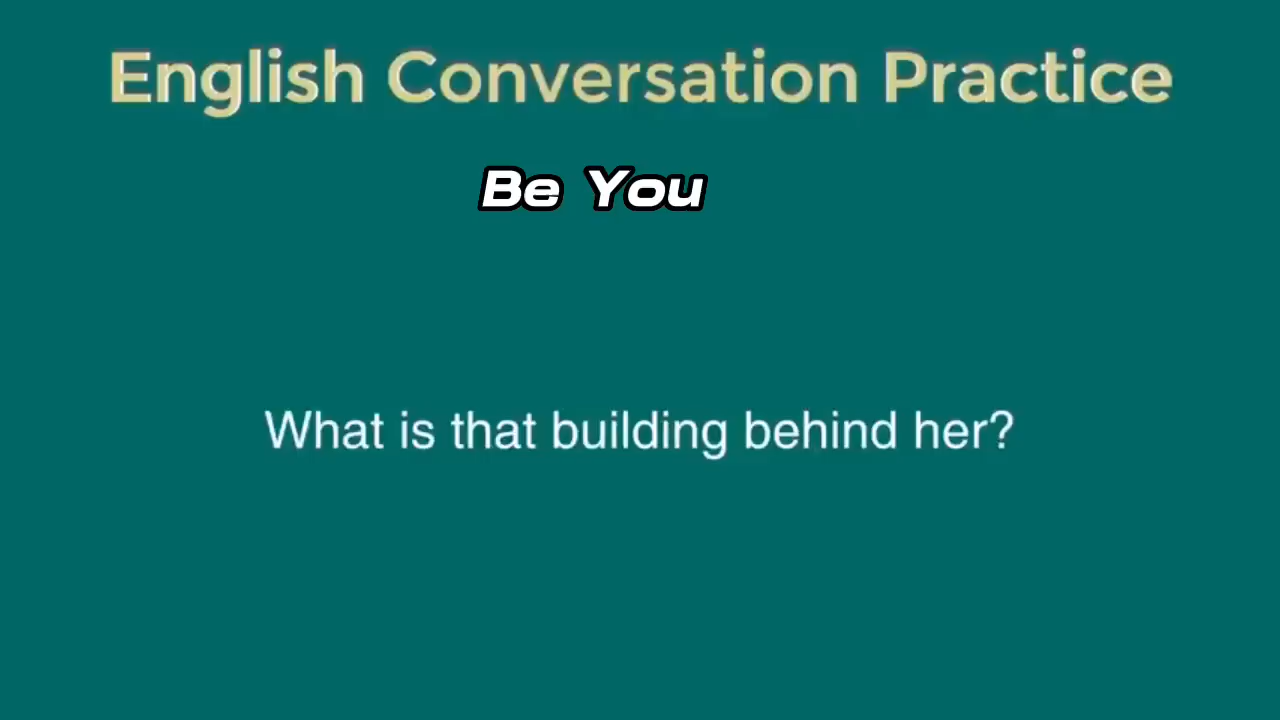 English Conversation Practice
Be You
What is that building behind her?